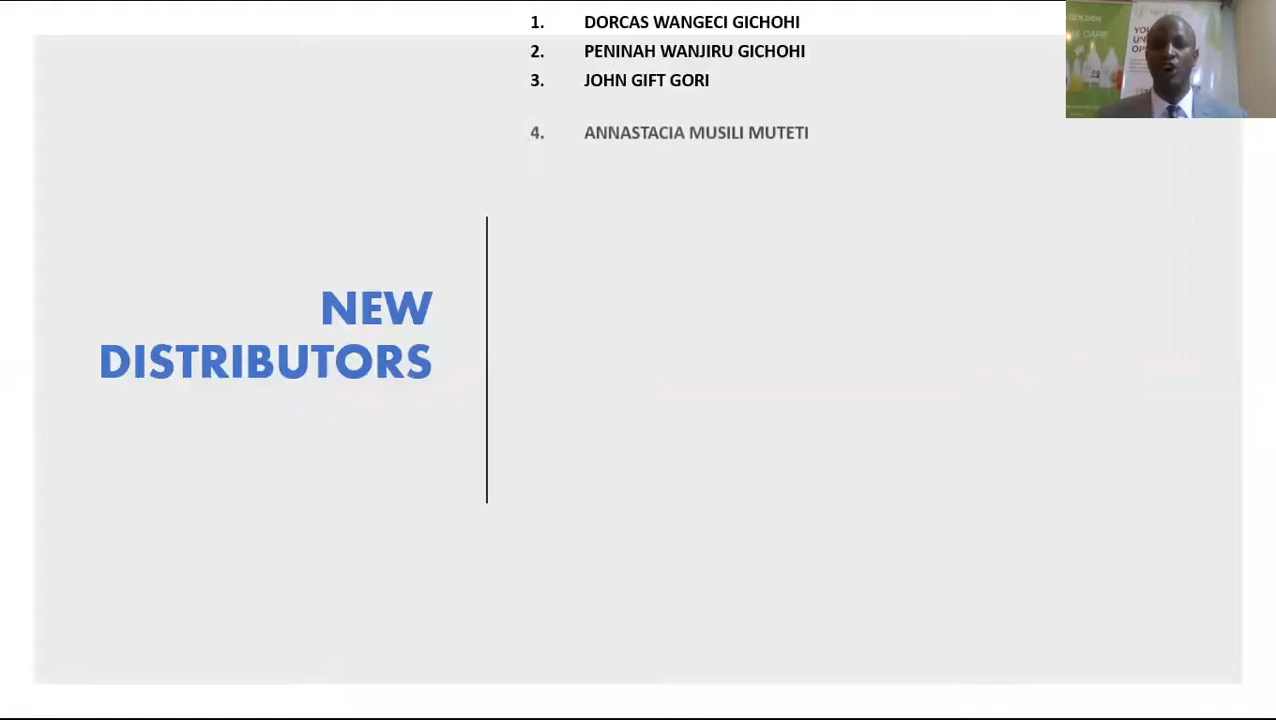 1. DORCAS WANGECI GICHOHI
2. PENINAH WANJIRU GICHOHI
3. JOHN GIFT GORI
4. ANNASTACIA MUSILI MUTETI
NEW
DISTRIBUTORS